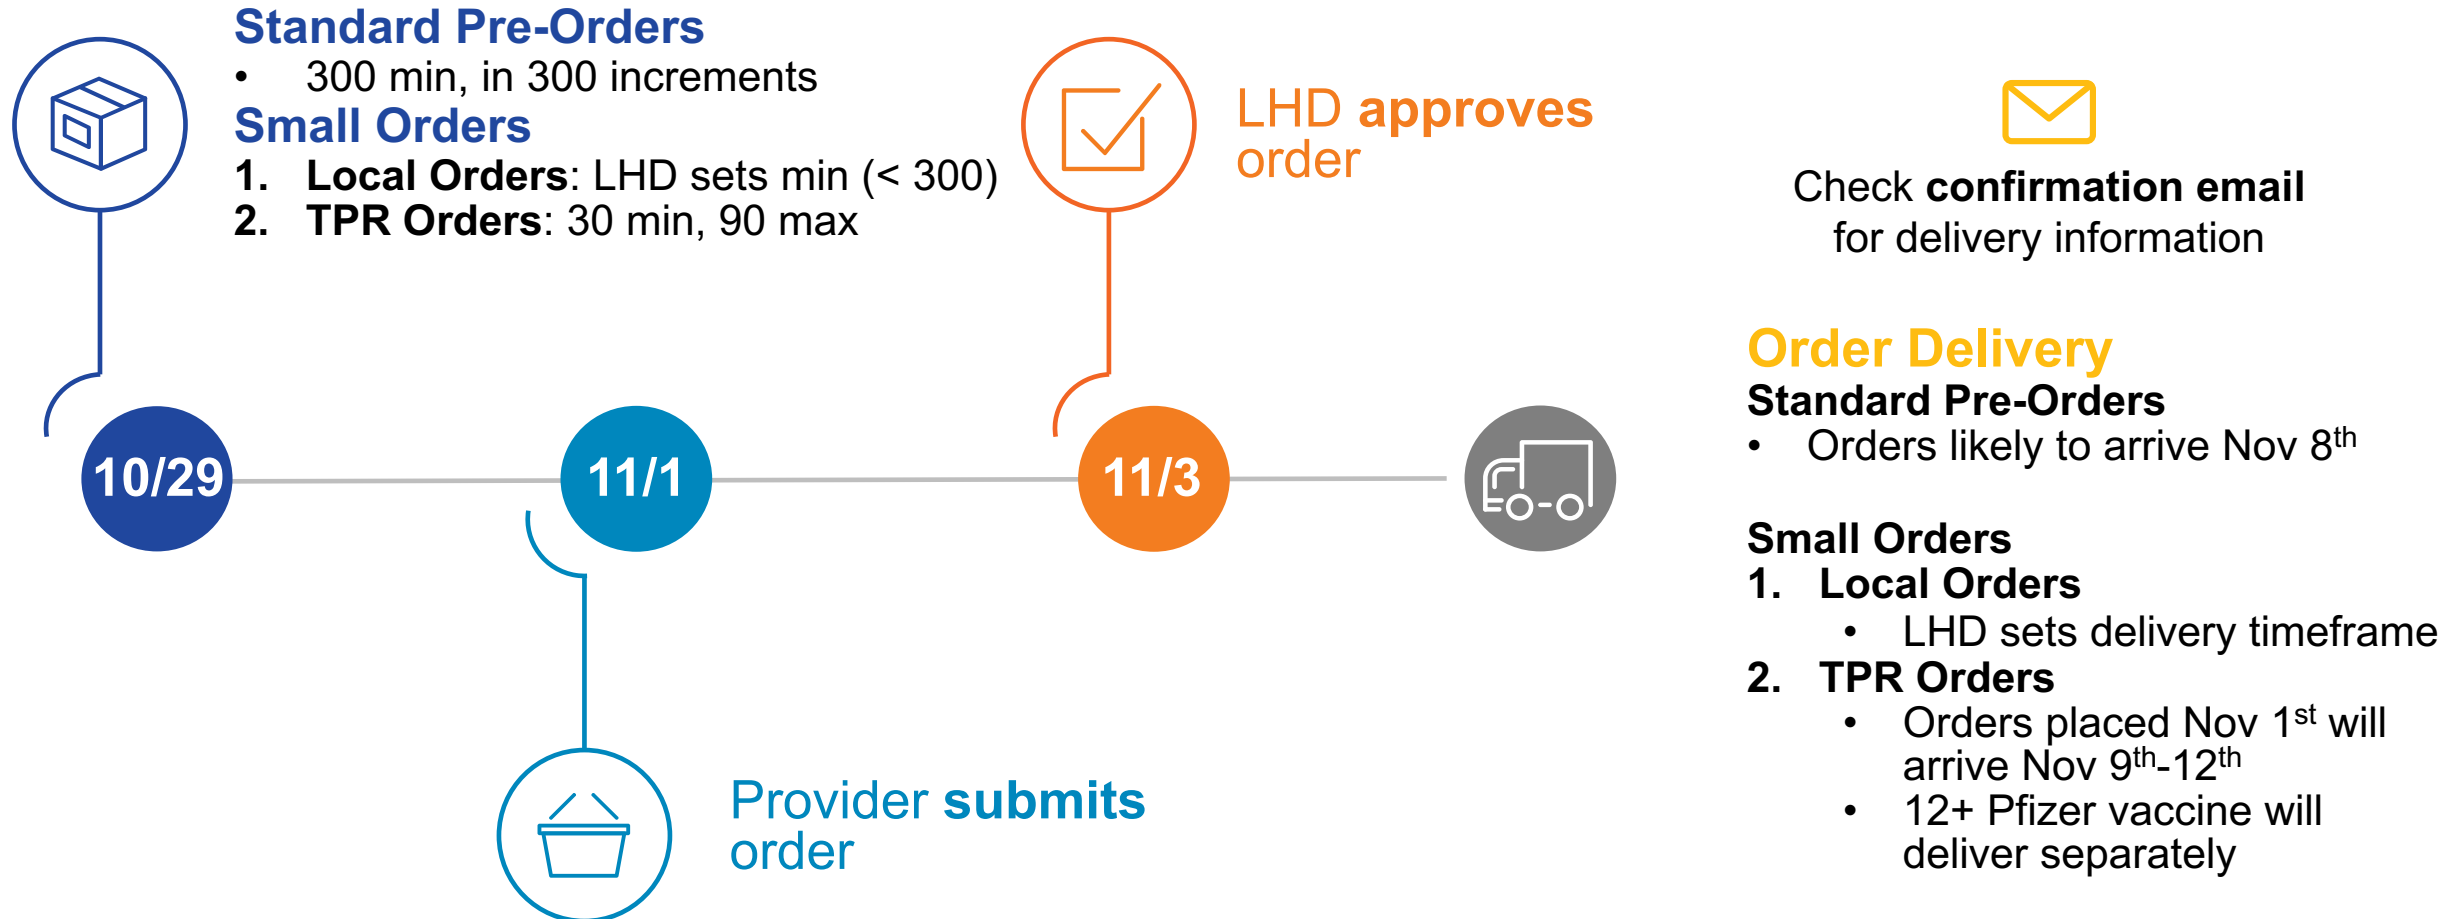 Standard Pre-Orders
• 300 min, in 300 increments
Small Orders
1. Local Orders: LHD sets min (< 300)
2. TPR Orders: 30 min, 90 max
LHD approves
order
10/29
11/1
11/3
Provider submits
order
Check confirmation email
for delivery information
Order Delivery
Standard Pre-Orders
• Orders likely to arrive Nov 8th
Small Orders
1. Local Orders
• LHD sets delivery timeframe
2. TPR Orders
• Orders placed Nov 1st will
arrive Nov 9th-12th
• 12+ Pfizer vaccine will
deliver separately